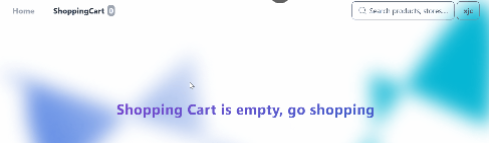 Home
ShoppingCart 0
Search products, stores...
Shopping Cart is empty, go shopping